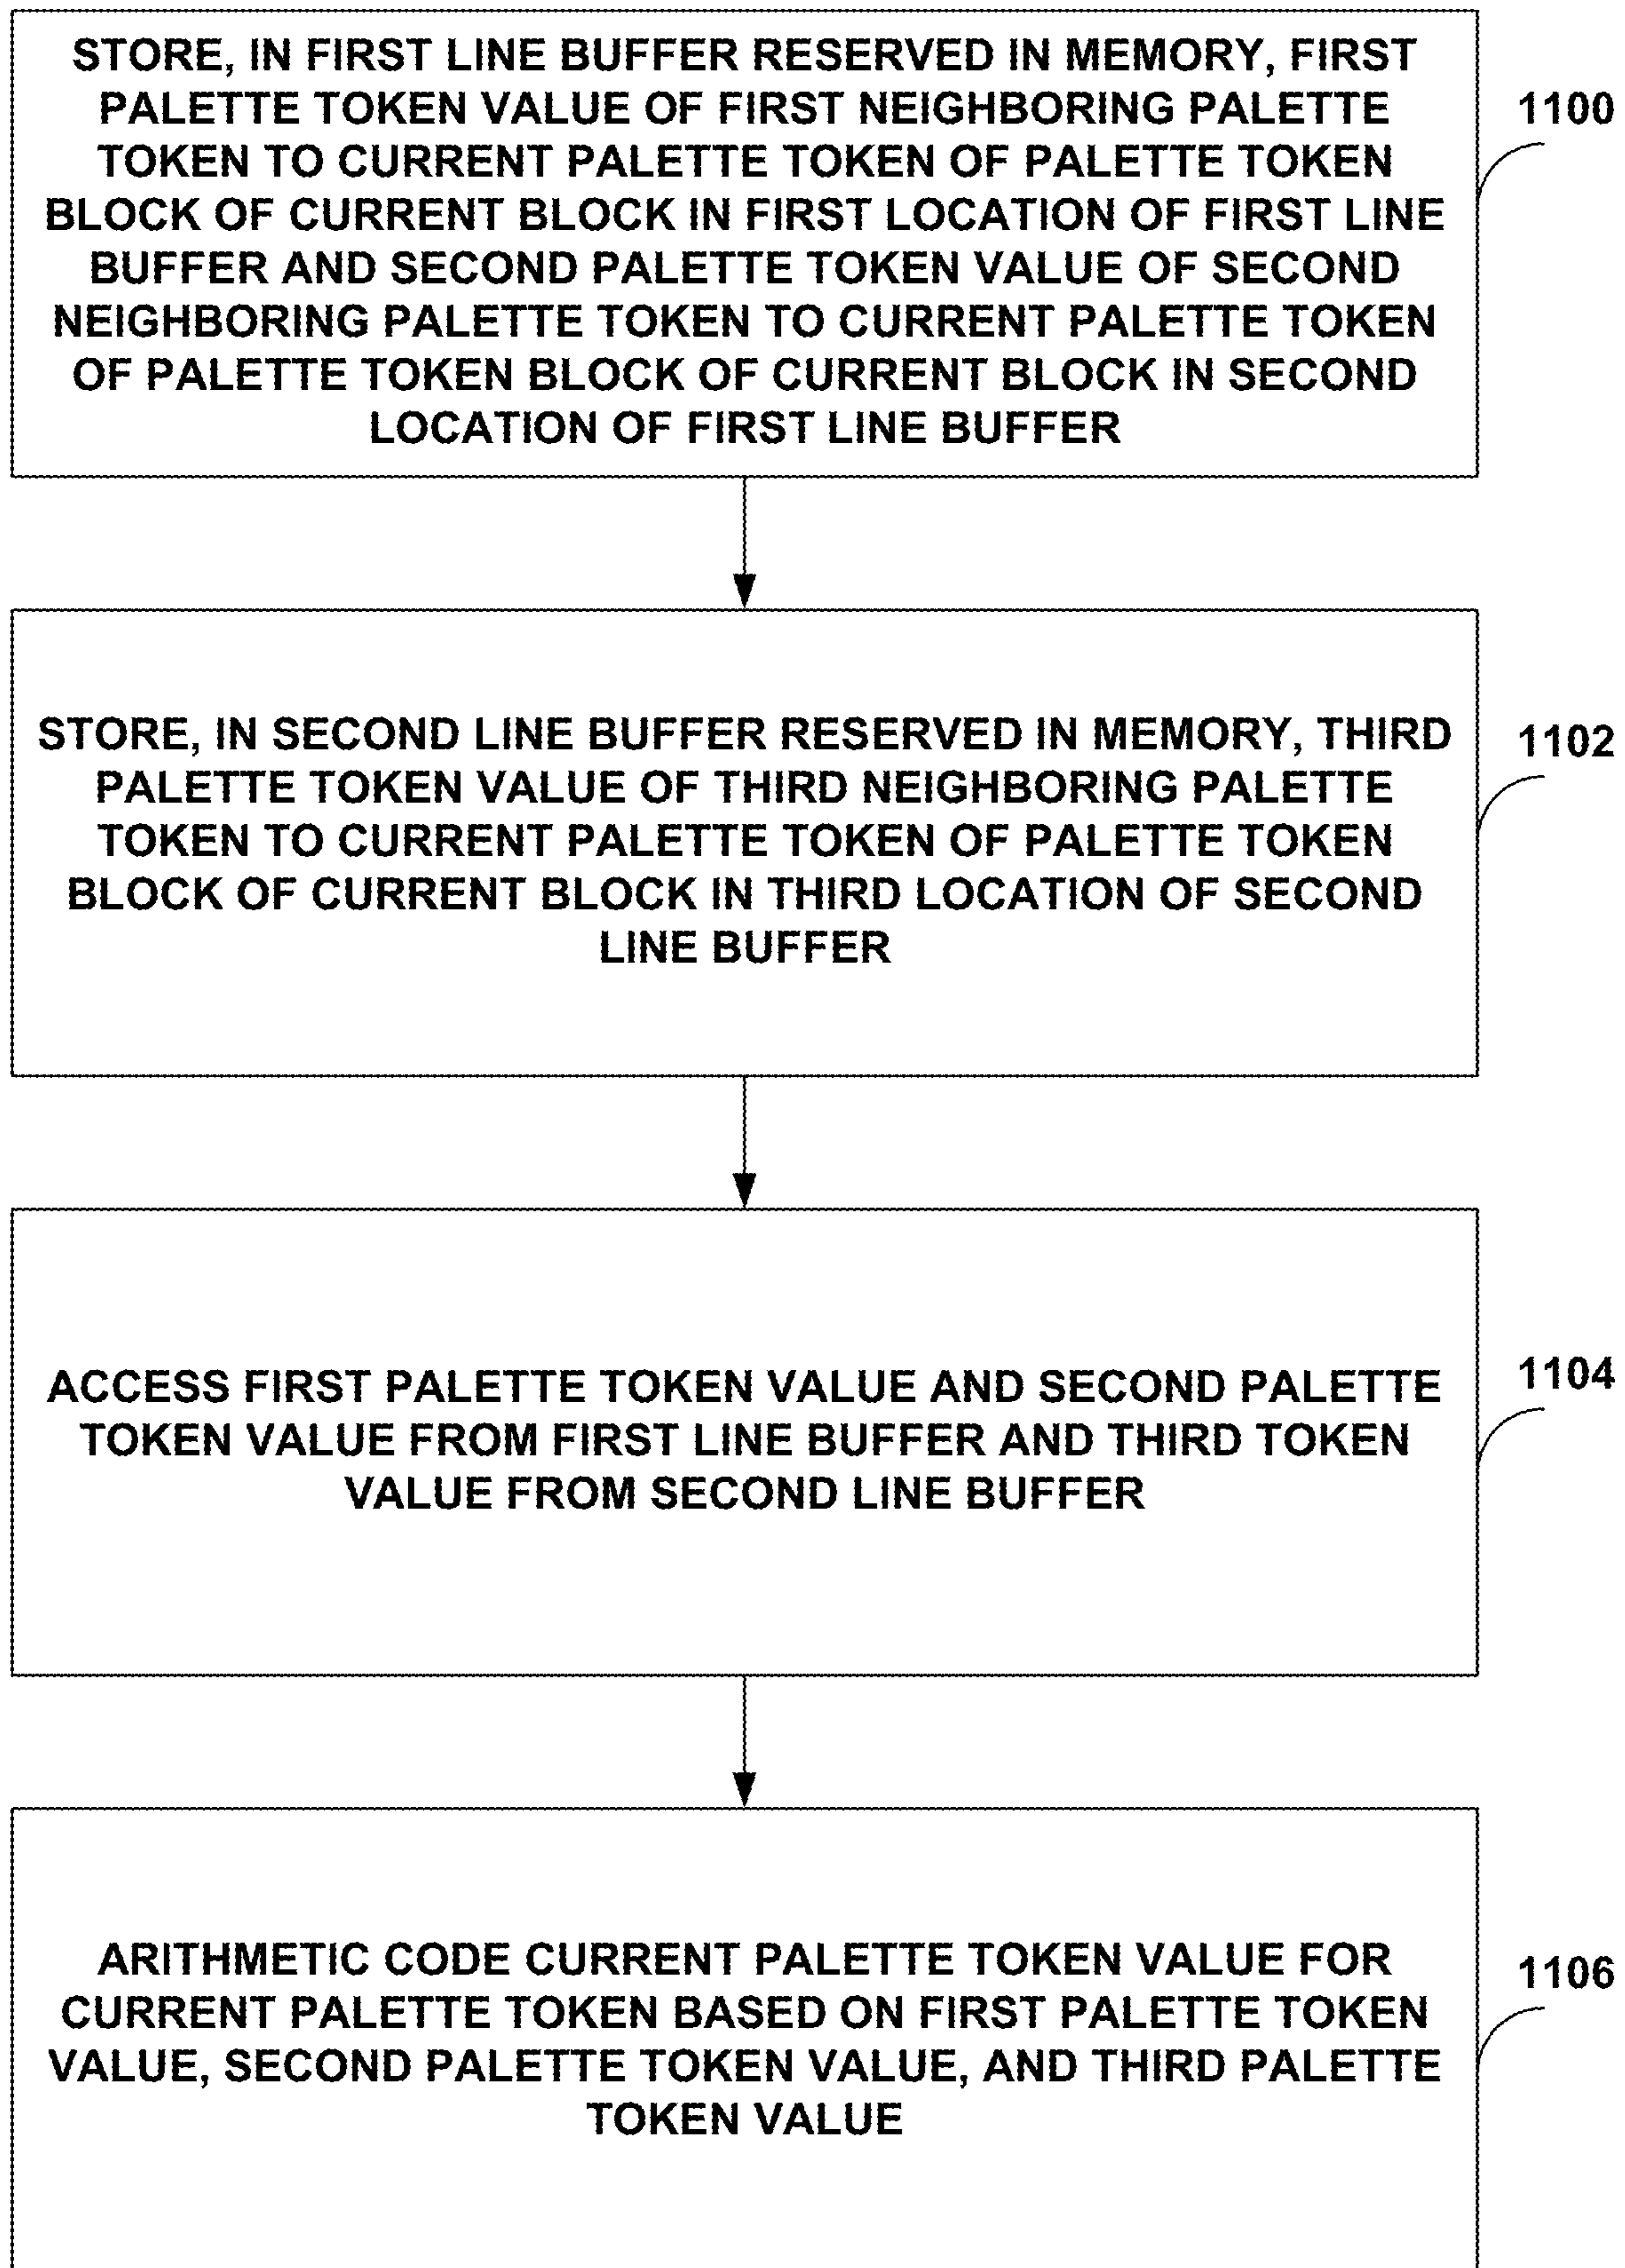 STORE, IN FIRST LINE BUFFER RESERVED IN MEMORY, FIRST
PALETTE TOKEN VALUE OF FIRST NEIGHBORING PALETTE
TOKEN TO CURRENT PALETTE TOKEN OF PALETTE TOKEN
BLOCK OF CURRENT BLOCK IN FIRST LOCATION OF FIRST LINE
BUFFER AND SECOND PALETTE TOKEN VALUE OF SECOND
NEIGHBORING PALETTE TOKEN TO CURRENT PALETTE TOKEN
OF PALETTE TOKEN BLOCK OF CURRENT BLOCK IN SECOND
LOCATION OF FIRST LINE BUFFER
1100
STORE, IN SECOND LINE BUFFER RESERVED IN MEMORY, THIRD
PALETTE TOKEN VALUE OF THIRD NEIGHBORING PALETTE
TOKEN TO CURRENT PALETTE TOKEN OF PALETTE TOKEN
BLOCK OF CURRENT BLOCK IN THIRD LOCATION OF SECOND
LINE BUFFER
1102
ACCESS FIRST PALETTE TOKEN VALUE AND SECOND PALETTE
TOKEN VALUE FROM FIRST LINE BUFFER AND THIRD TOKEN
VALUE FROM SECOND LINE BUFFER
1104
ARITHMETIC CODE CURRENT PALETTE TOKEN VALUE FOR
CURRENT PALETTE TOKEN BASED ON FIRST PALETTE TOKEN
VALUE, SECOND PALETTE TOKEN VALUE, AND THIRD PALETTE
TOKEN VALUE
1106